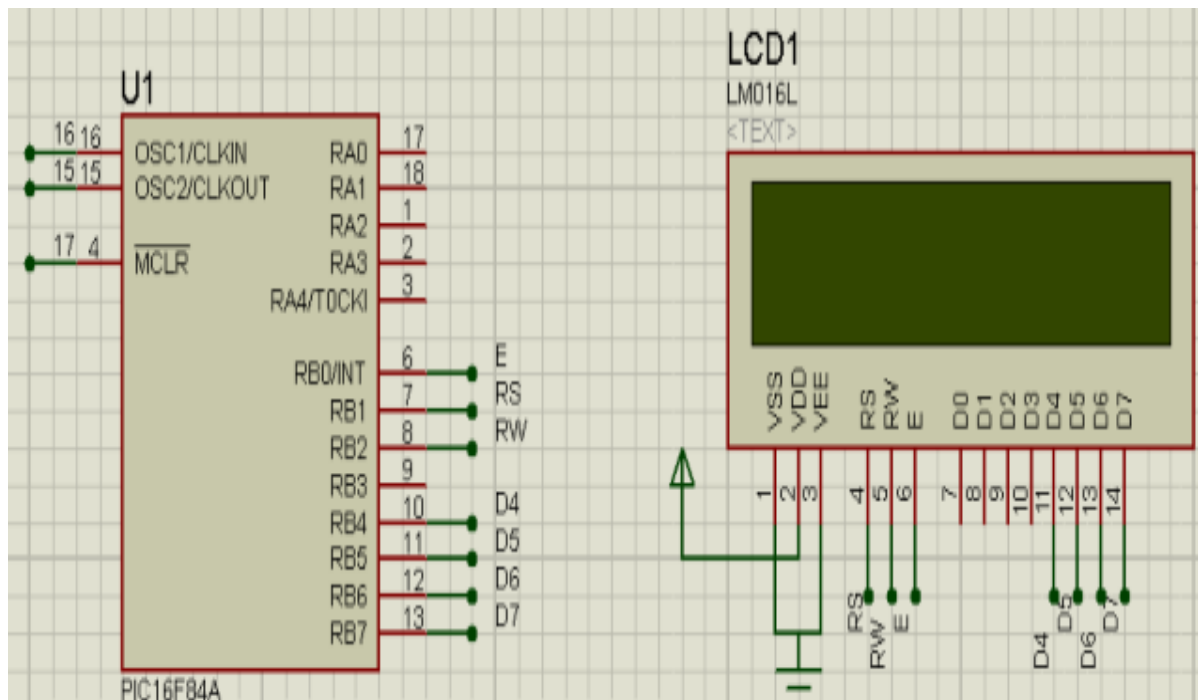 U1
16 16 OSC1/CLKIN
15 15 OSC2/CLKOUT
17 4 MCLR
RA0 17
RA1 18
RA2 1
RA3 2
RA4/T0CKI 3
RB0/INT 6 E
RB1 7 RS
RB2 8 RW
RB3 9
RB4 10 D4
RB5 11 D5
RB6 12 D6
RB7 13 D7
PIC16F84A
LCD1
LM016L
<TEXT>
VSS VDD VEE RS RW E D0 D1 D2 D3 D4 D5 D6 D7
1 2 3 4 5 6 7 8 9 10 11 12 13 14
RS RW E D4 D5 D6 D7